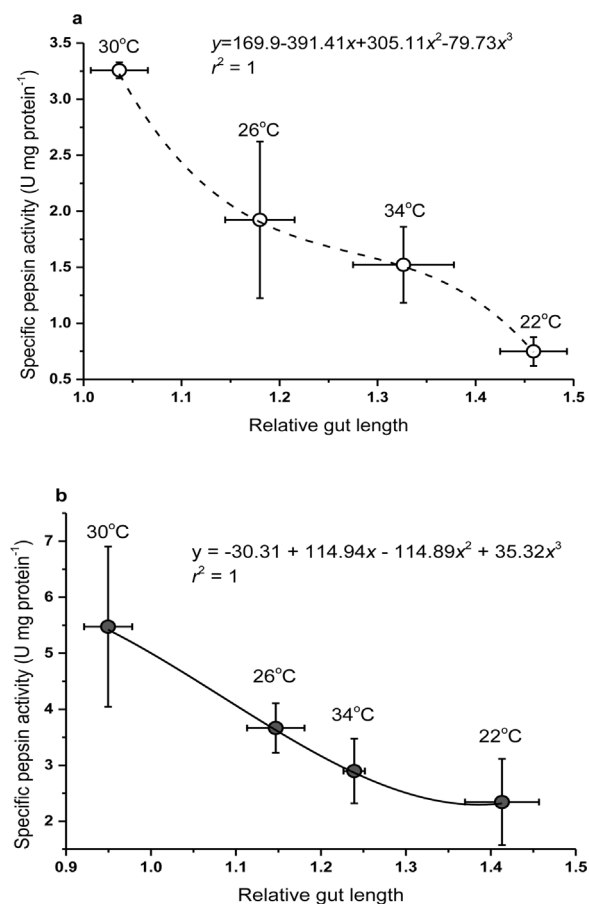 a
y=169.9-391.41x+305.11x²-79.73x³
r² = 1
30°C
26°C
34°C
22°C
3.5
3.0
2.5
2.0
1.5
1.0
0.5
Specific pepsin activity (U mg protein⁻¹)
1.0 1.1 1.2 1.3 1.4 1.5
Relative gut length
b
y = -30.31 + 114.94x - 114.89x² + 35.32x³
r² = 1
30°C
26°C
34°C
22°C
7
6
5
4
3
2
Specific pepsin activity (U mg protein⁻¹)
0.9 1.0 1.1 1.2 1.3 1.4 1.5
Relative gut length